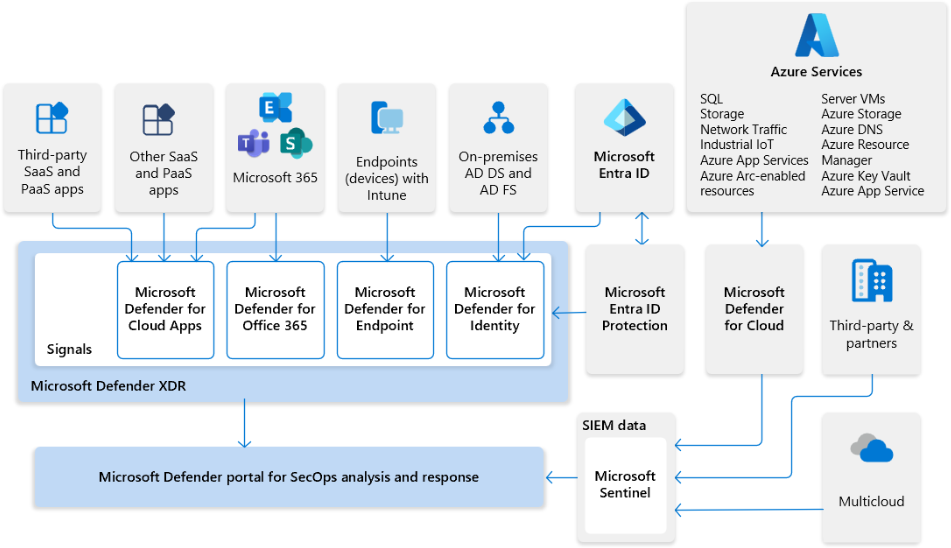 Azure Services
SQL
Storage
Network Traffic
Industrial IoT
Azure App Services
Azure Arc-enabled
resources
Server VMs
Azure Storage
Azure DNS
Azure Resource
Manager
Azure Key Vault
Azure App Service
Third-party
SaaS and
PaaS apps
Other SaaS
and PaaS
apps
Microsoft 365
Endpoints
(devices) with
Intune
On-premises
AD DS and
AD FS
Microsoft
Entra ID
Signals
Microsoft
Defender for
Cloud Apps
Microsoft
Defender for
Office 365
Microsoft
Defender for
Endpoint
Microsoft
Defender for
Identity
Microsoft Defender XDR
Microsoft
Entra ID
Protection
Microsoft
Defender
for Cloud
Third-party &
partners
Microsoft Defender portal for SecOps analysis and response
SIEM data
Microsoft
Sentinel
Multicloud